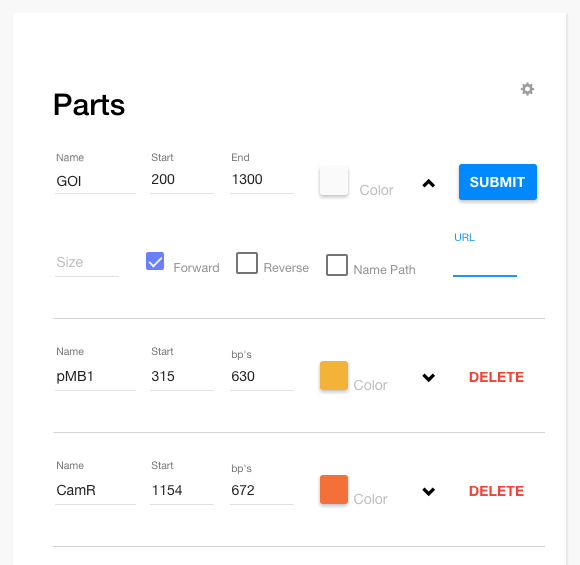 Parts
Name Start End
GOI 200 1300 Color SUBMIT
URL
Size Forward Reverse Name Path
Name Start bp's
pMB1 315 630 Color DELETE
Name Start bp's
CamR 1154 672 Color DELETE